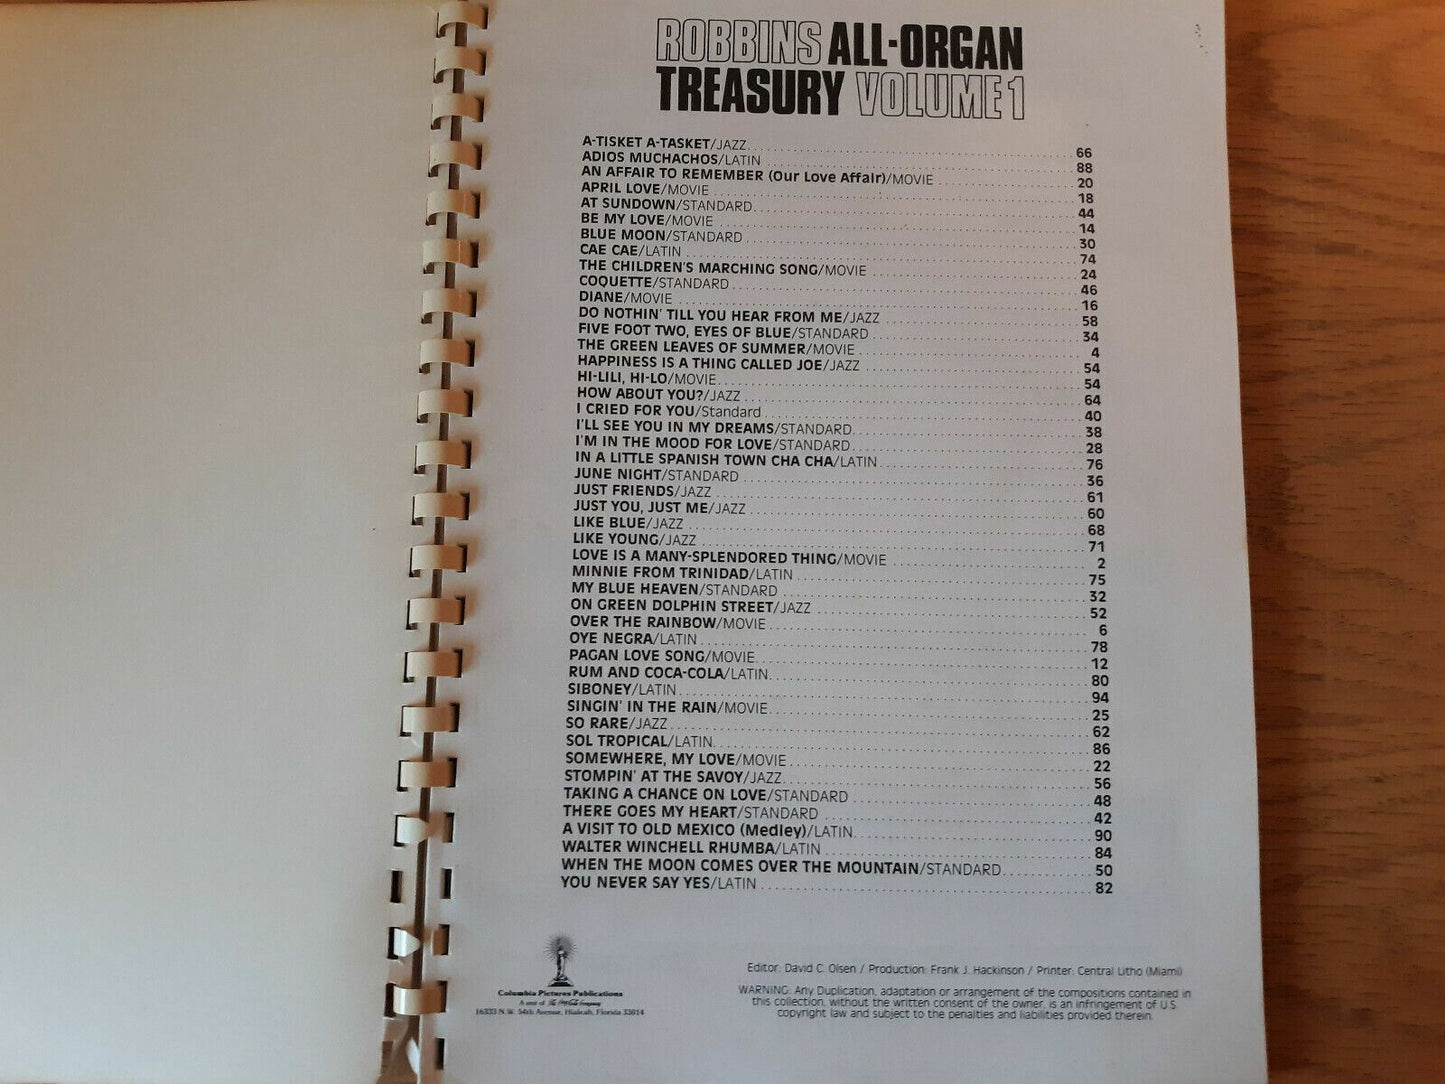 ROBBINS ALL-ORGAN
TREASURY VOLUME 1
A-TISKET A-TASKET/JAZZ 66
ADIOS MUCHACHOS/LATIN 88
AN AFFAIR TO REMEMBER (Our Love Affair)/MOVIE 20
APRIL LOVE/MOVIE 18
AT SUNDOWN/STANDARD 44
BE MY LOVE/MOVIE 14
BLUE MOON/STANDARD 30
CAE CAE/LATIN 74
THE CHILDREN'S MARCHING SONG/MOVIE 24
COQUETTE/STANDARD 46
DIANE/MOVIE 16
DO NOTHIN' TILL YOU HEAR FROM ME/JAZZ 58
FIVE FOOT TWO, EYES OF BLUE/STANDARD 34
THE GREEN LEAVES OF SUMMER/MOVIE 4
HAPPINESS IS A THING CALLED JOE/JAZZ 54
HI-LILI, HI-LO/MOVIE 54
HOW ABOUT YOU?/JAZZ 64
I CRIED FOR YOU/Standard 40
I'LL SEE YOU IN MY DREAMS/STANDARD 38
I'M IN THE MOOD FOR LOVE/STANDARD 28
IN A LITTLE SPANISH TOWN CHA CHA/LATIN 76
JUNE NIGHT/STANDARD 36
JUST FRIENDS/JAZZ 61
JUST YOU, JUST ME/JAZZ 60
LIKE BLUE/JAZZ 68
LIKE YOUNG/JAZZ 71
LOVE IS A MANY-SPLENDORED THING/MOVIE 2
MINNIE FROM TRINIDAD/LATIN 75
MY BLUE HEAVEN/STANDARD 32
ON GREEN DOLPHIN STREET/JAZZ 52
OVER THE RAINBOW/MOVIE 6
OYE NEGRA/LATIN 78
PAGAN LOVE SONG/MOVIE 12
RUM AND COCA-COLA/LATIN 80
SIBONEY/LATIN 94
SINGIN' IN THE RAIN/MOVIE 25
SO RARE/JAZZ 62
SOL TROPICAL/LATIN 86
SOMEWHERE, MY LOVE/MOVIE 22
STOMPIN' AT THE SAVOY/JAZZ 56
TAKING A CHANCE ON LOVE/STANDARD 48
THERE GOES MY HEART/STANDARD 42
A VISIT TO OLD MEXICO (Medley)/LATIN 90
WALTER WINCHELL RHUMBA/LATIN 84
WHEN THE MOON COMES OVER THE MOUNTAIN/STANDARD 50
YOU NEVER SAY YES/LATIN 82
Columbia Pictures Publications
A unit of The Coca-Cola Company
16333 N.W. 54th Avenue, Hialeah, Florida 33014
Editor: David C. Olsen / Production: Frank J. Hackinson / Printer: Central Litho (Miami)
WARNING: Any Duplication, adaptation or arrangement of the compositions contained in
this collection, without the written consent of the owner, is an infringement of U.S.
copyright law and subject to the penalties and liabilities provided therein.